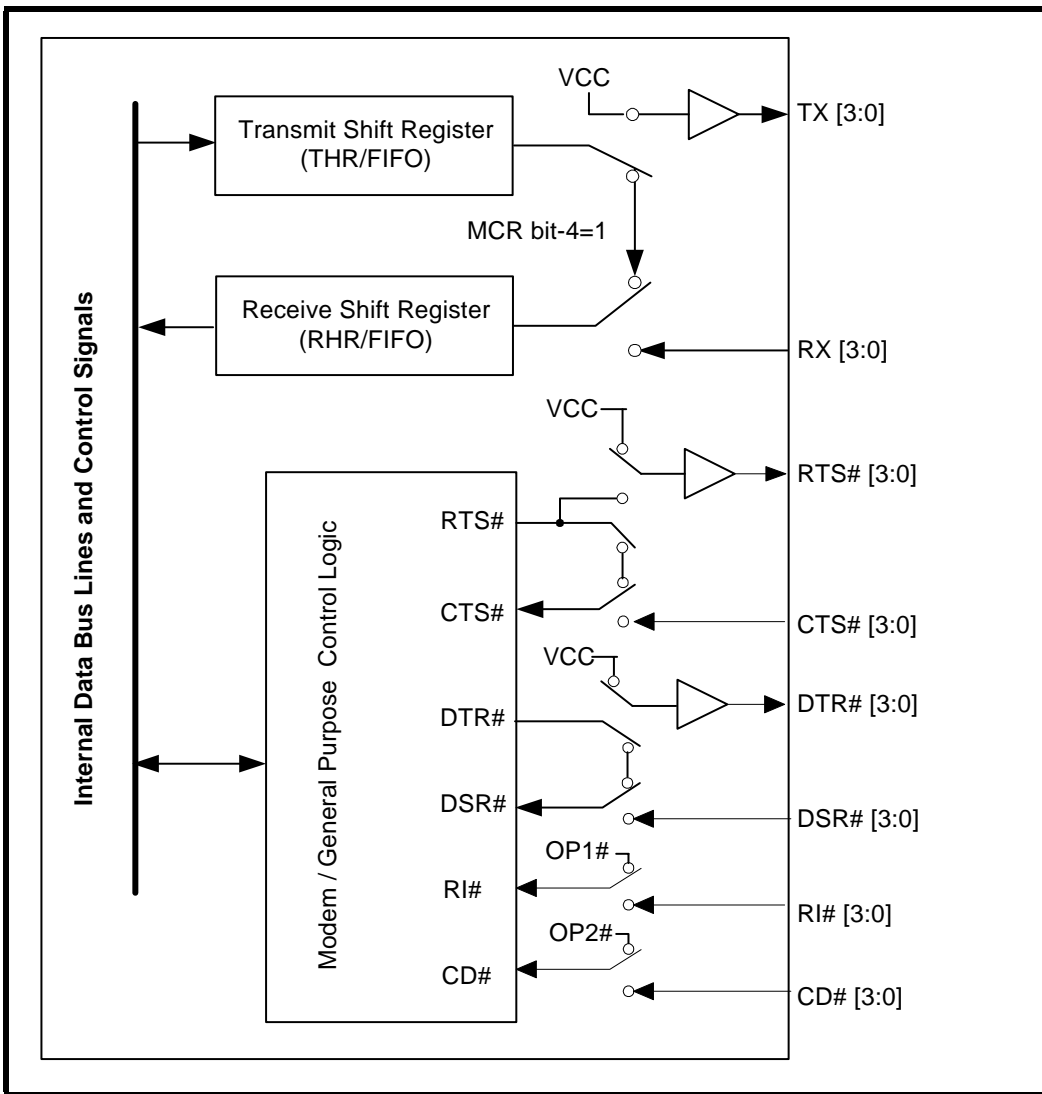 VCC
TX [3:0]
Transmit Shift Register
(THR/FIFO)
MCR bit-4=1
Receive Shift Register
(RHR/FIFO)
RX [3:0]
Internal Data Bus Lines and Control Signals
VCC
RTS# [3:0]
Modem / General Purpose Control Logic
RTS#
CTS#
CTS# [3:0]
VCC
DTR# [3:0]
DTR#
DSR#
DSR# [3:0]
OP1#
RI#
RI# [3:0]
OP2#
CD#
CD# [3:0]